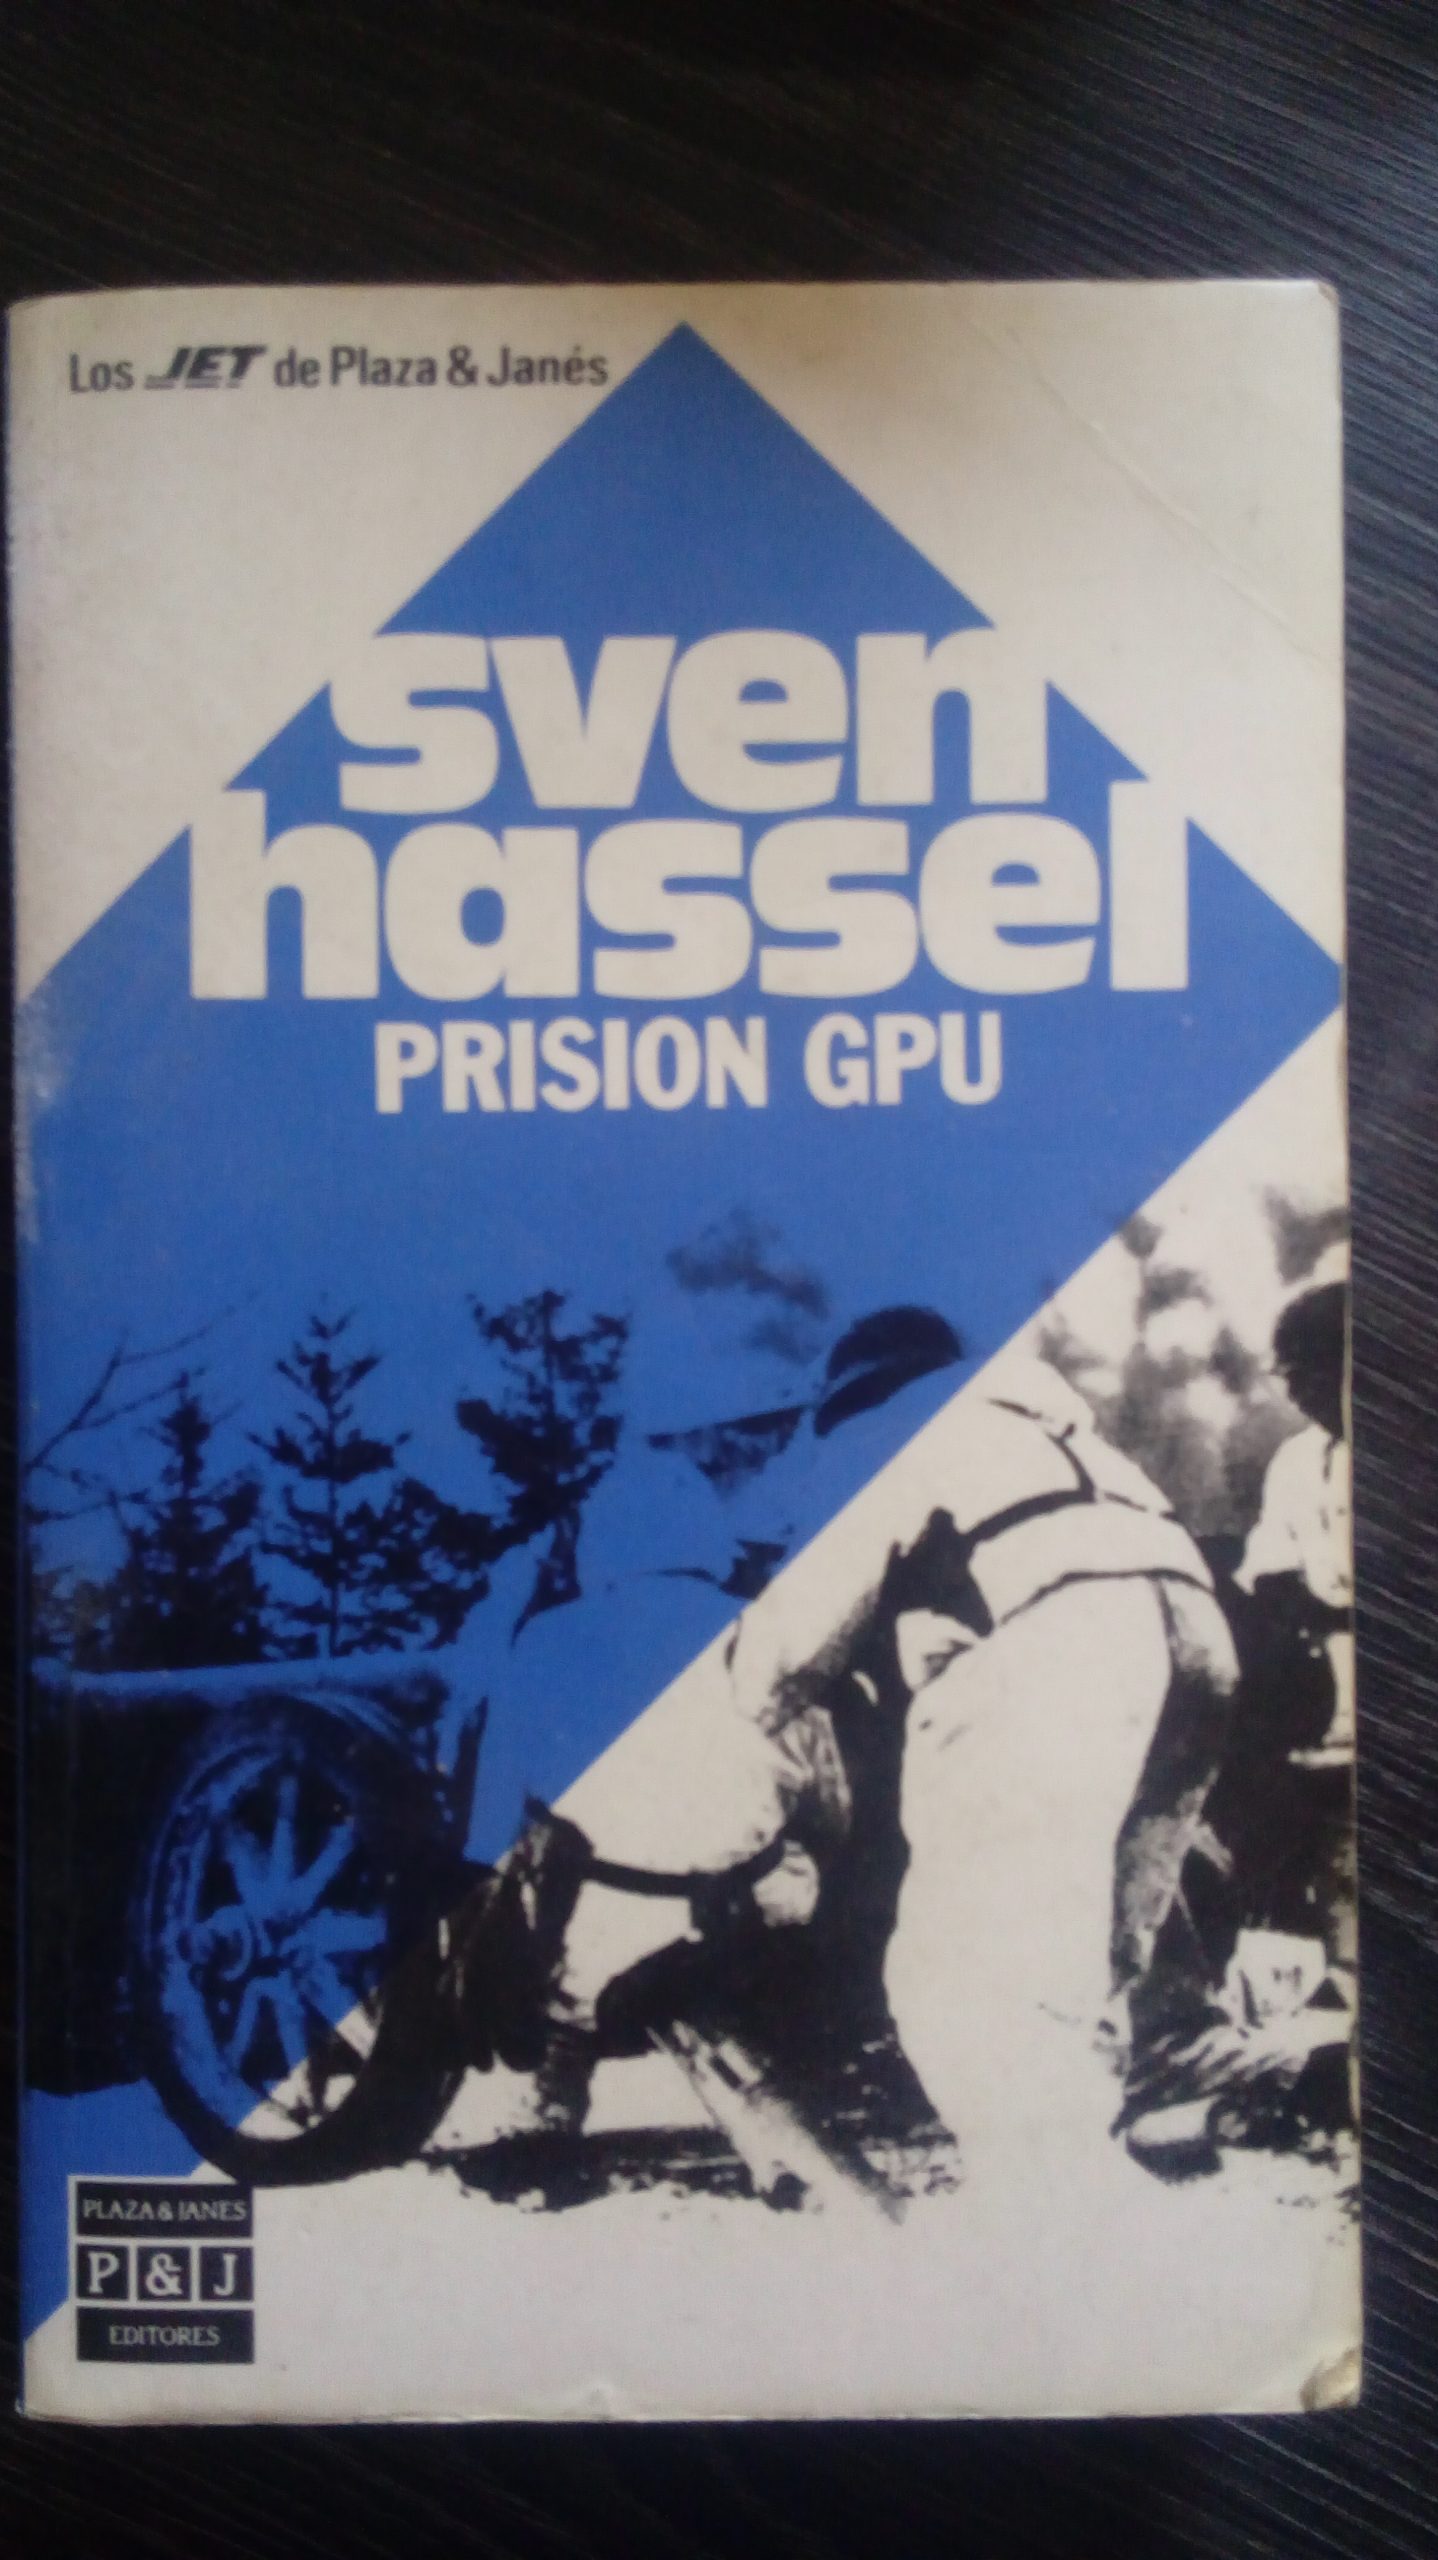 Los JET de Plaza & Janés
sven
hassel
PRISION GPU
PLAZA & JANES
P & J
EDITORES